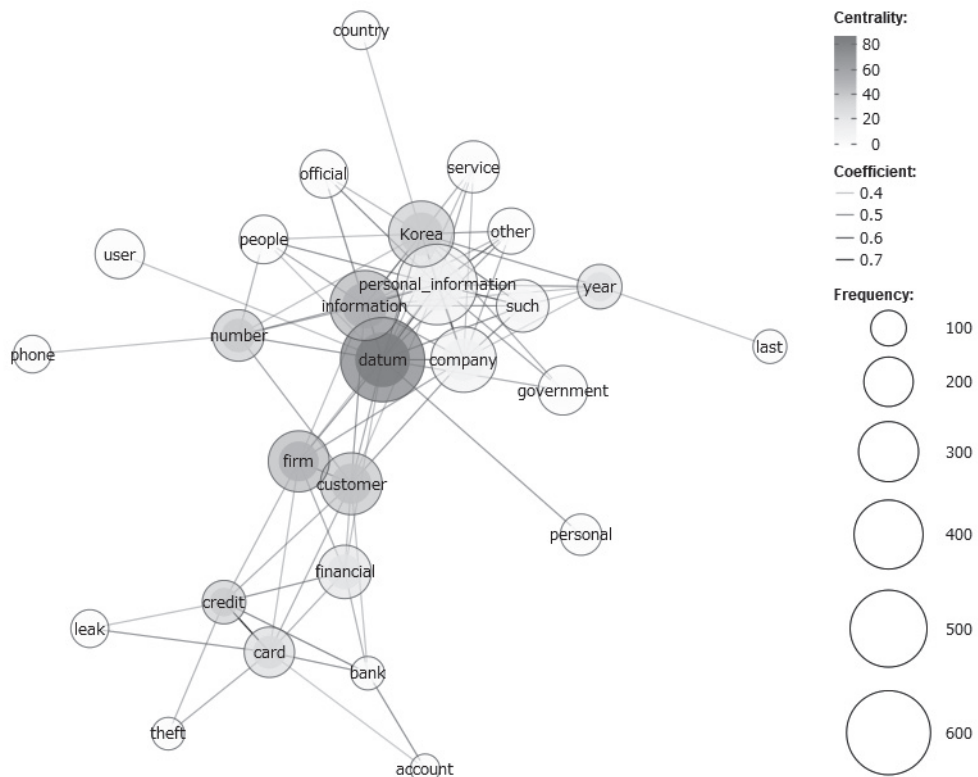 country
official
service
people
Korea
other
user
personal_information
information
such
year
number
phone
datum
company
last
government
firm
customer
personal
financial
credit
leak
card
bank
theft
account
Centrality:
80
60
40
20
0
Coefficient:
0.4
0.5
0.6
0.7
Frequency:
100
200
300
400
500
600